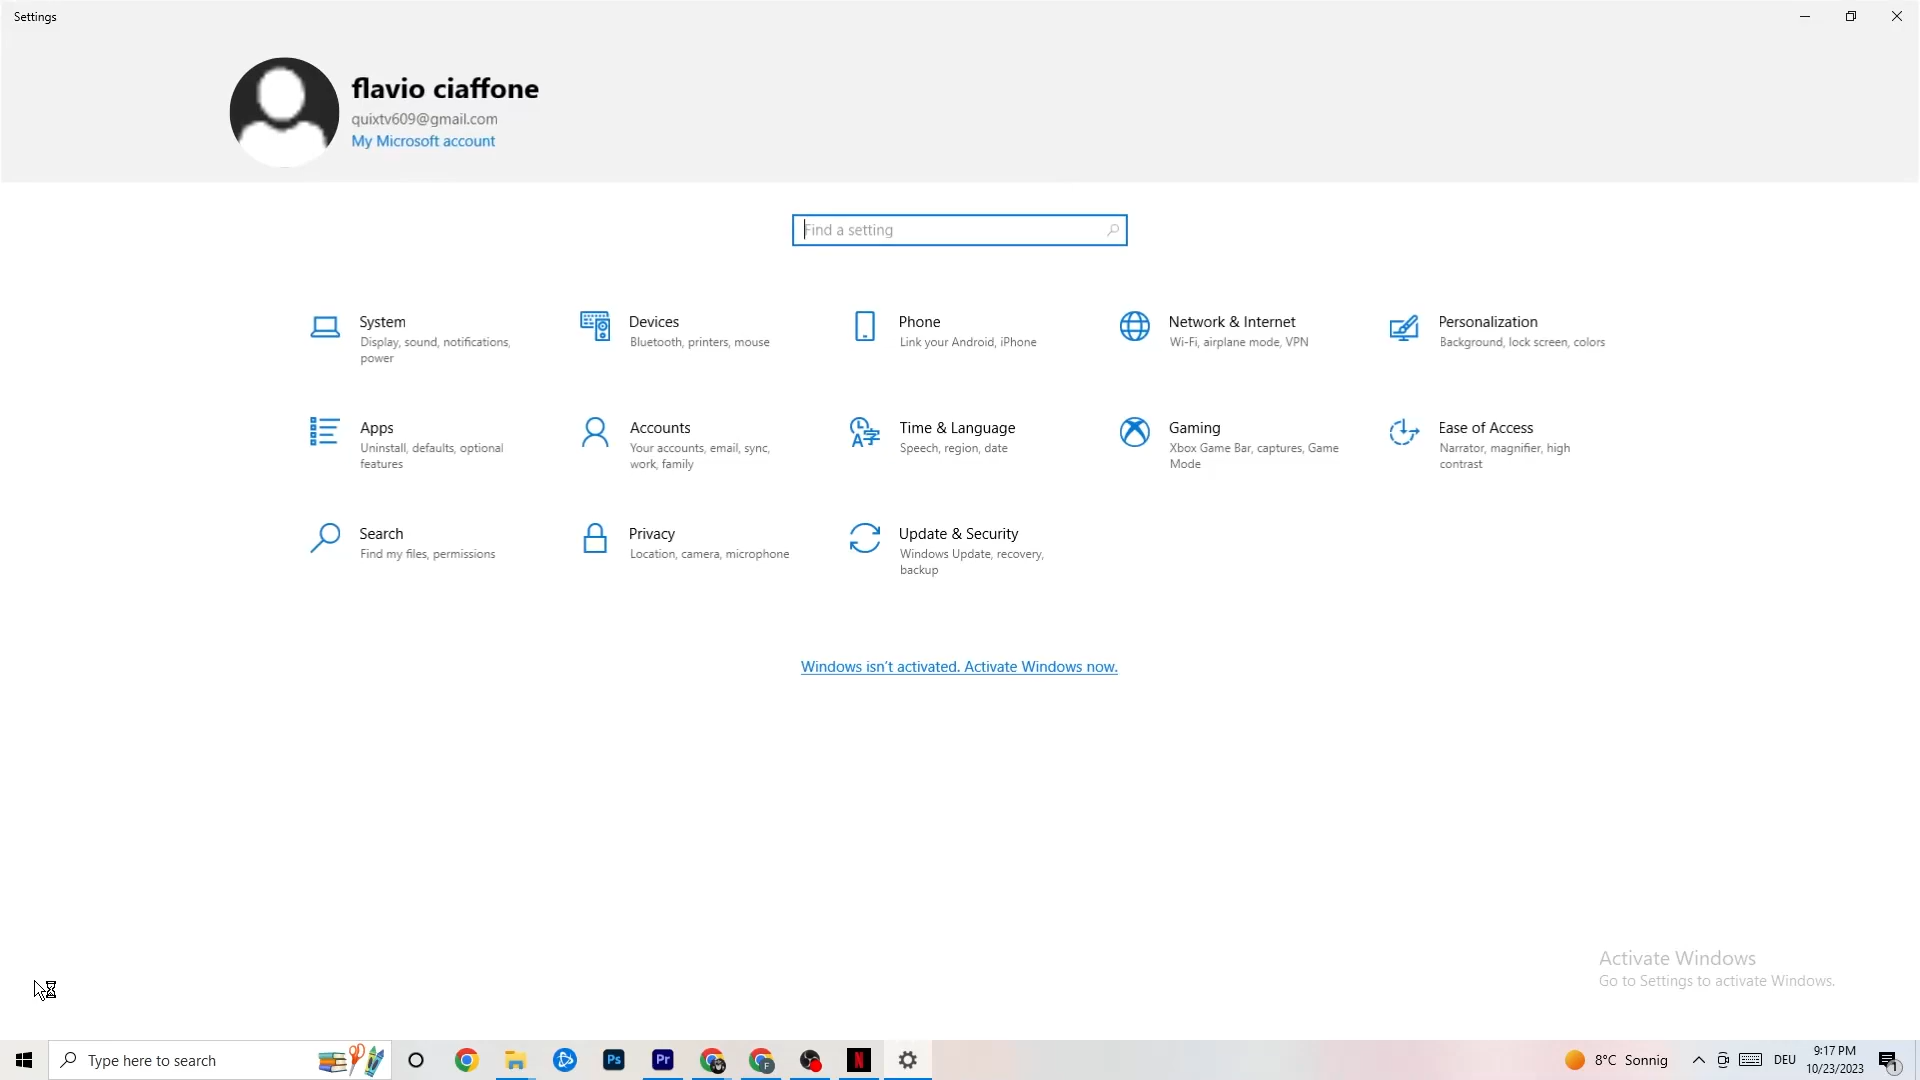 Settings
flavio ciaffone
quixtv609@gmail.com
My Microsoft account
Find a setting
System
Display, sound, notifications,
power
Devices
Bluetooth, printers, mouse
Phone
Link your Android, iPhone
Network & Internet
Wi-Fi, airplane mode, VPN
Personalization
Background, lock screen, colors
Apps
Uninstall, defaults, optional
features
Accounts
Your accounts, email, sync,
work, family
Time & Language
Speech, region, date
Gaming
Xbox Game Bar, captures, Game
Mode
Ease of Access
Narrator, magnifier, high
contrast
Search
Find my files, permissions
Privacy
Location, camera, microphone
Update & Security
Windows Update, recovery,
backup
Windows isn't activated. Activate Windows now.
Activate Windows
Go to Settings to activate Windows.
Type here to search
Ps
Pr
F
N
8°C Sonnig
DEU
9:17 PM
10/23/2023
1